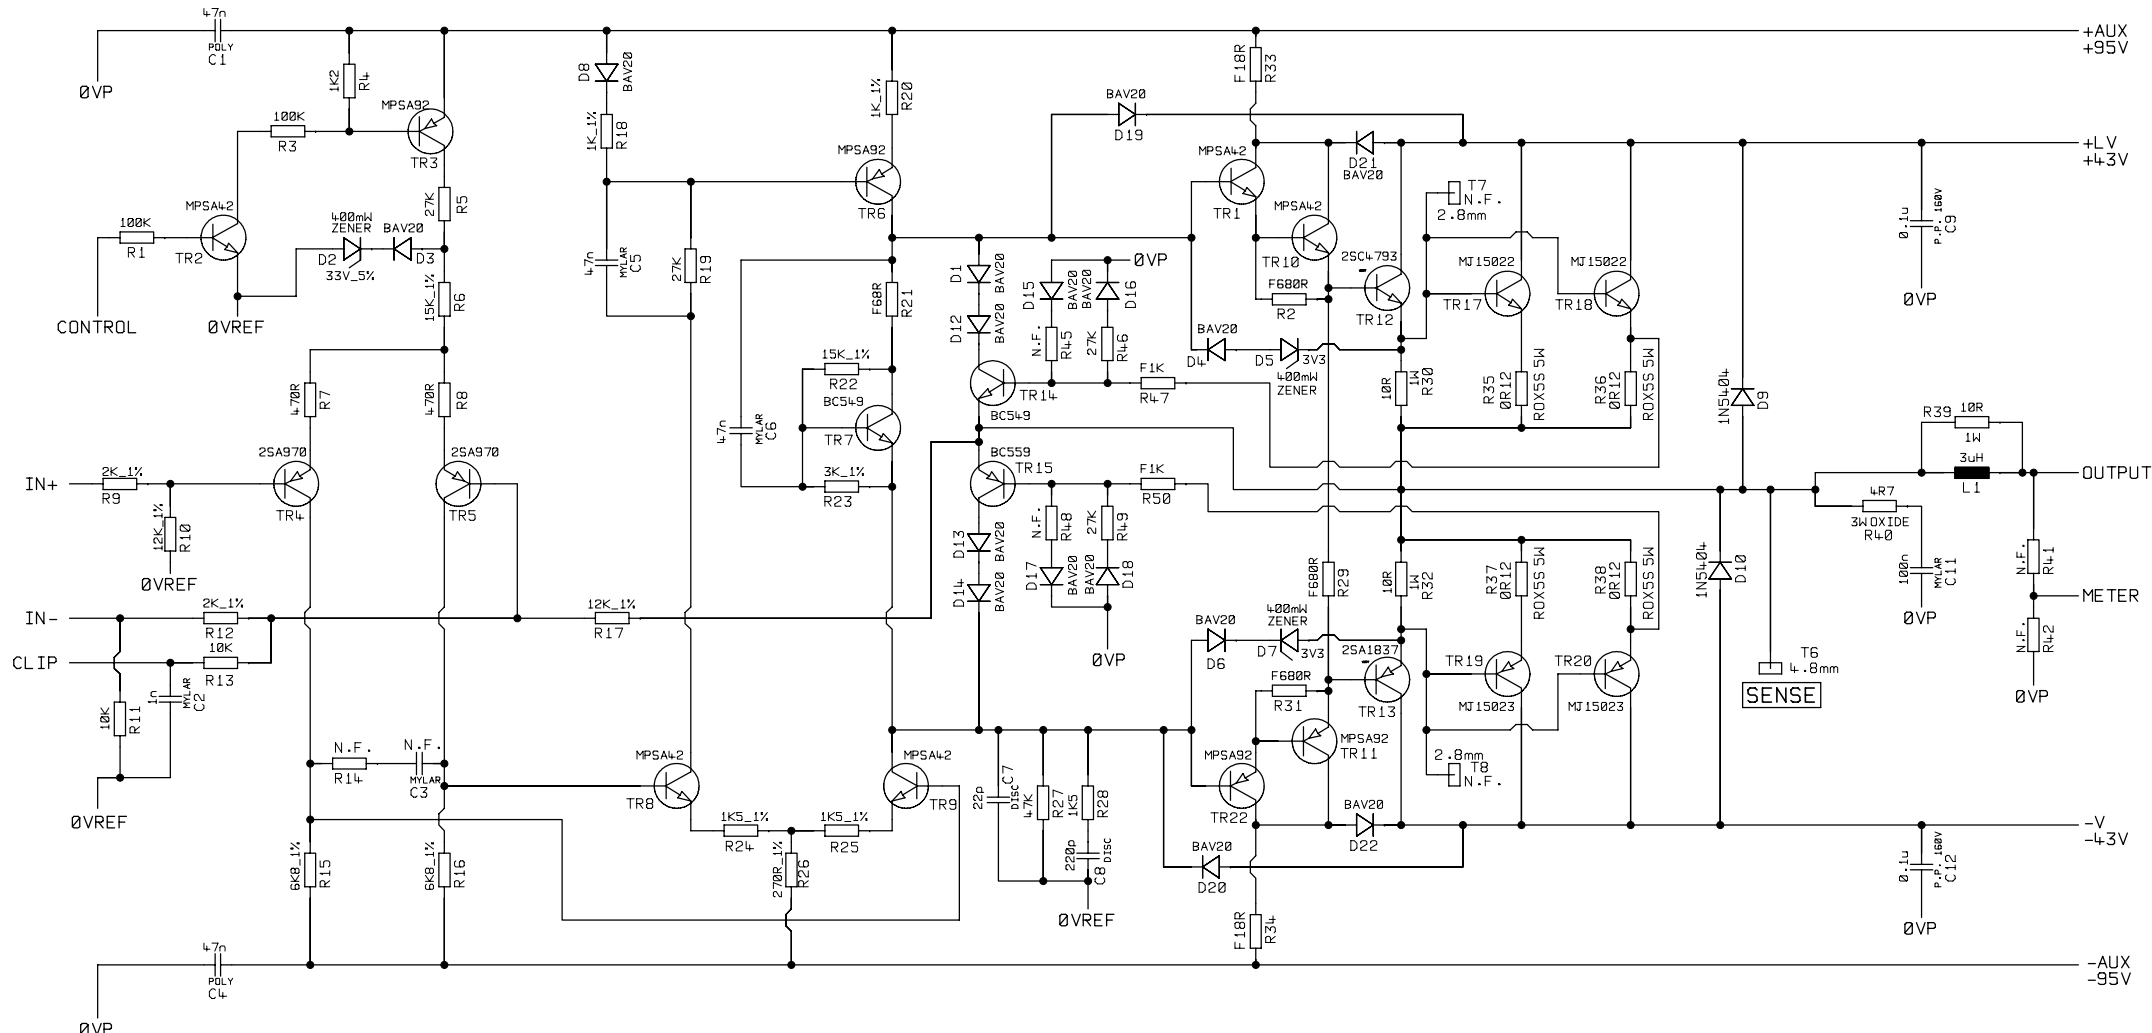 47n
POLY
C1
0VP
1K2
R4
MPSA92
TR3
100K
R3
MPSA42
TR2
100K
R1
CONTROL
0VREF
400mW
ZENER
D2
33V_5%
BAV20
D3
27K
R5
15K_1%
R6
470R
R7
470R
R8
2SA970
TR4
2SA970
TR5
IN+
2K_1%
R9
12K_1%
R10
0VREF
IN-
2K_1%
R12
CLIP
10K
R13
1n
MYLAR
C2
10K
R11
0VREF
12K_1%
R17
N.F.
R14
N.F.
MYLAR
C3
6K8_1%
R15
6K8_1%
R16
47n
POLY
C4
0VP
D8
BAV20
1K_1%
R18
47n
MYLAR
C5
27K
R19
1K_1%
R20
MPSA92
TR6
F68R
R21
15K_1%
R22
BC549
TR7
47n
MYLAR
C6
3K_1%
R23
MPSA42
TR8
MPSA42
TR9
1K5_1%
R24
1K5_1%
R25
270R_1%
R26
D1
BAV20
D12
BAV20
TR14
BC549
BC559
TR15
D13
BAV20
D14
BAV20
D15
BAV20
BAV20
D16
0VP
N.F.
R45
27K
R46
F1K
R47
F1K
R50
N.F.
R48
27K
R49
D17
BAV20
BAV20
D18
0VP
22p
DISC
C7
47K
R27
1K5
R28
220p
DISC
C8
0VREF
BAV20
D19
F18R
R33
MPSA42
TR1
MPSA42
TR10
F680R
R2
D21
BAV20
2SC4793
TR12
BAV20
D4
D5
3V3
400mW
ZENER
10R
1W
R30
T7
N.F.
2.8mm
MJ15022
TR17
MJ15022
TR18
R35
0R12
ROX5S 5W
R36
0R12
ROX5S 5W
F680R
R29
10R
1W
R32
R37
0R12
ROX5S 5W
R38
0R12
ROX5S 5W
BAV20
D6
400mW
ZENER
D7
3V3
2SA1837
TR13
F680R
R31
MPSA92
TR11
MPSA92
TR22
TR19
MJ15023
TR20
MJ15023
2.8mm
T8
N.F.
BAV20
D22
BAV20
D20
F18R
R34
1N5404
D9
1N5404
D10
T6
4.8mm
SENSE
0.1u
P.P. 160V
C9
0VP
R39
10R
1W
3uH
L1
OUTPUT
4R7
3W OXIDE
R40
100n
MYLAR
C11
0VP
N.F.
R41
METER
N.F.
R42
0VP
0.1u
P.P. 160V
C12
0VP
+AUX
+95V
+LV
+43V
-V
-43V
-AUX
-95V